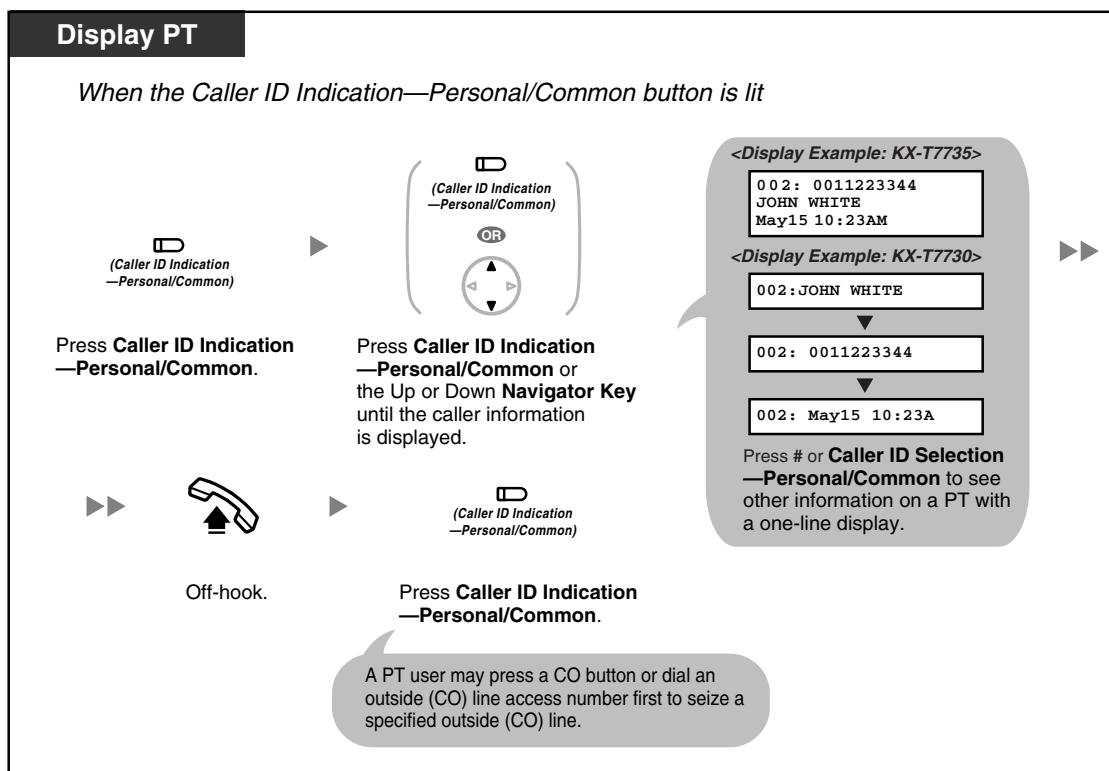 Display PT
When the Caller ID Indication—Personal/Common button is lit
(Caller ID Indication
—Personal/Common)
Press Caller ID Indication
—Personal/Common.
(Caller ID Indication
—Personal/Common)
OR
Press Caller ID Indication
—Personal/Common or
the Up or Down Navigator Key
until the caller information
is displayed.
<Display Example: KX-T7735>
002: 0011223344
JOHN WHITE
May15 10:23AM
<Display Example: KX-T7730>
002:JOHN WHITE
002: 0011223344
002: May15 10:23A
Press # or Caller ID Selection
—Personal/Common to see
other information on a PT with
a one-line display.
Off-hook.
(Caller ID Indication
—Personal/Common)
Press Caller ID Indication
—Personal/Common.
A PT user may press a CO button or dial an
outside (CO) line access number first to seize a
specified outside (CO) line.